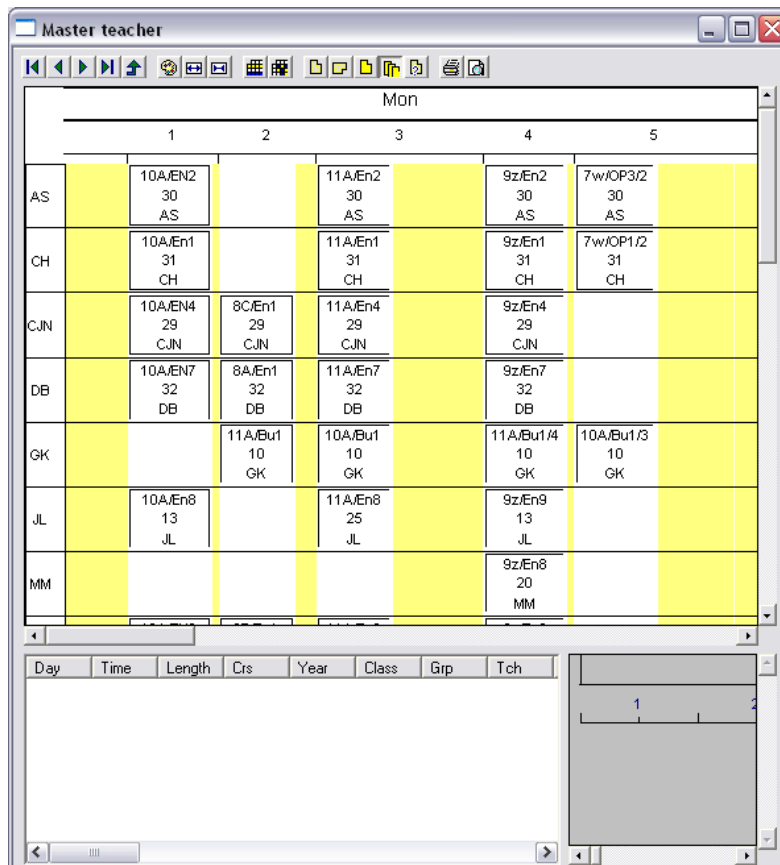 Master teacher
Mon
1 2 3 4 5
AS
10A/EN2 11A/En2 9z/En2 7w/OP3/2
30 30 30 30
AS AS AS AS
CH
10A/En1 11A/En1 9z/En1 7w/OP1/2
31 31 31 31
CH CH CH CH
CJN
10A/EN4 8C/En1 11A/En4 9z/En4
29 29 29 29
CJN CJN CJN CJN
DB
10A/EN7 8A/En1 11A/En7 9z/En7
32 32 32 32
DB DB DB DB
GK
11A/Bu1 10A/Bu1 11A/Bu1/4 10A/Bu1/3
10 10 10 10
GK GK GK GK
JL
10A/En8 11A/En8 9z/En9
13 25 13
JL JL JL
MM
9z/En8
20
MM
Day Time Length Crs Year Class Grp Tch
1 2